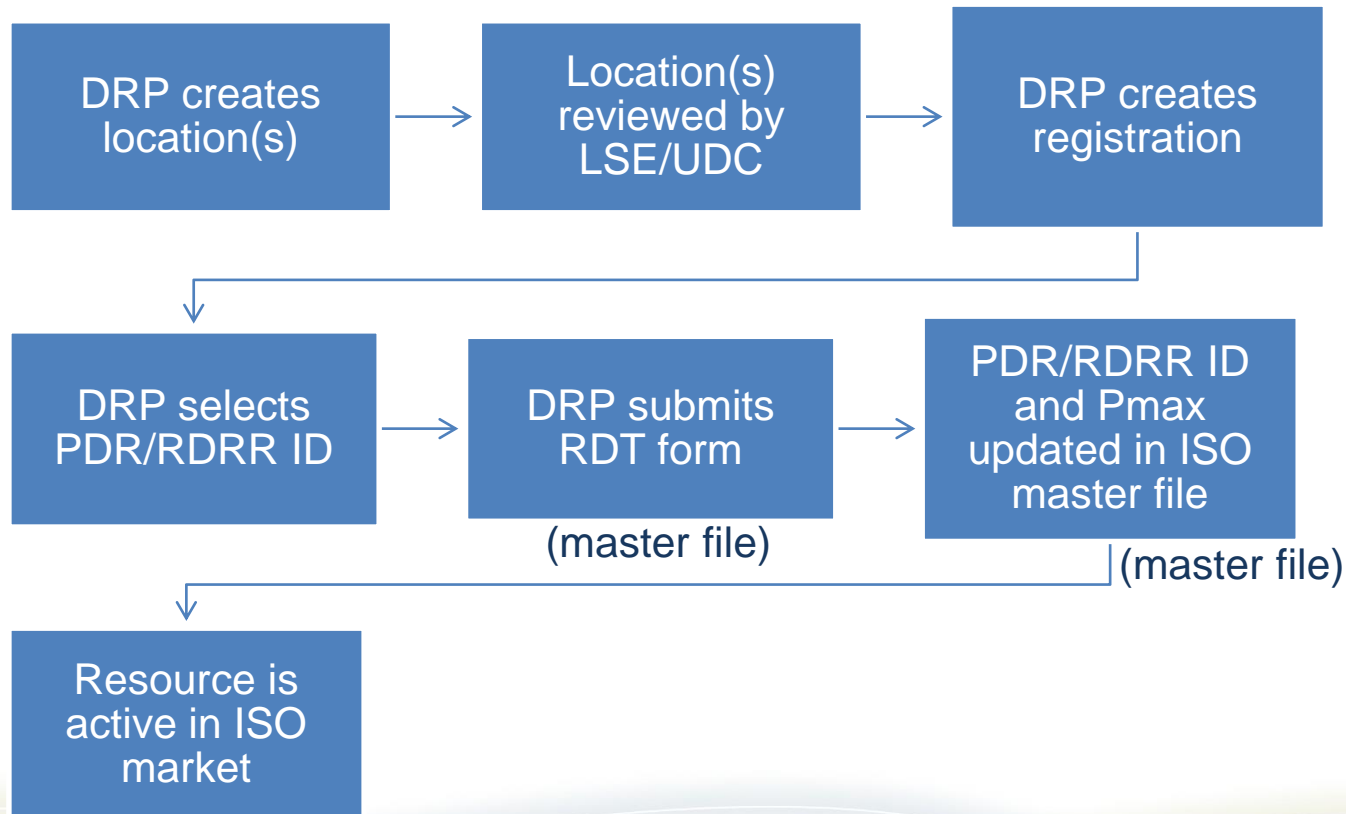 DRP creates
location(s)
Location(s)
reviewed by
LSE/UDC
DRP creates
registration
DRP selects
PDR/RDRR ID
DRP submits
RDT form
(master file)
PDR/RDRR ID
and Pmax
updated in ISO
master file
(master file)
Resource is
active in ISO
market